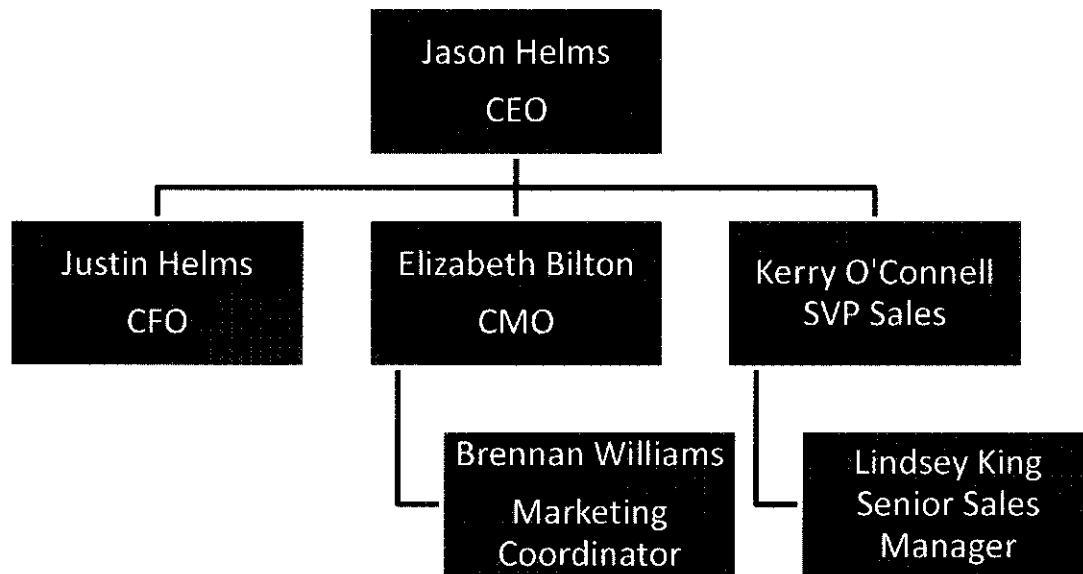 Jason Helms
CEO
Justin Helms
CFO
Elizabeth Bilton
CMO
Kerry O'Connell
SVP Sales
Brennan Williams
Marketing
Coordinator
Lindsey King
Senior Sales
Manager